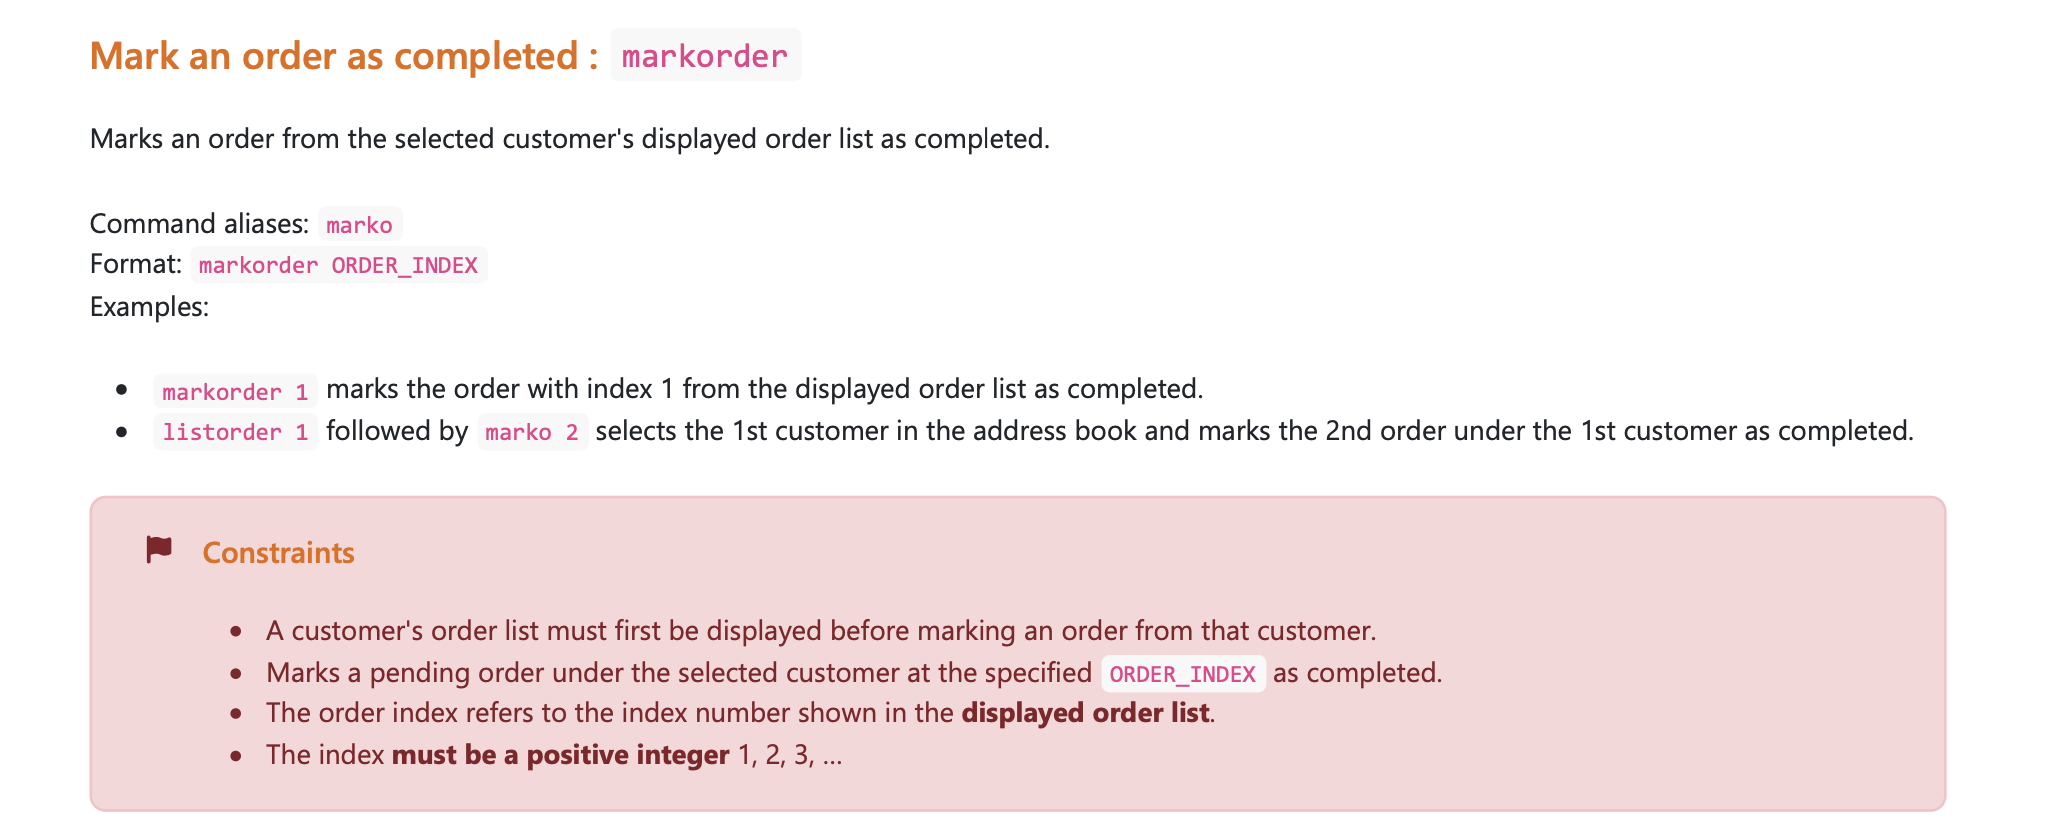 Mark an order as completed : markorder
Marks an order from the selected customer's displayed order list as completed.
Command aliases: marko
Format: markorder ORDER_INDEX
Examples:
• markorder 1 marks the order with index 1 from the displayed order list as completed.
• listorder 1 followed by marko 2 selects the 1st customer in the address book and marks the 2nd order under the 1st customer as completed.
Constraints
• A customer's order list must first be displayed before marking an order from that customer.
• Marks a pending order under the selected customer at the specified ORDER_INDEX as completed.
• The order index refers to the index number shown in the displayed order list.
• The index must be a positive integer 1, 2, 3, …